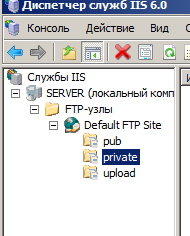 Диспетчер служб IIS 6.0
Консоль Действие Ви
Службы IIS
SERVER (локальный комп
FTP-узлы
Default FTP Site
pub
private
upload